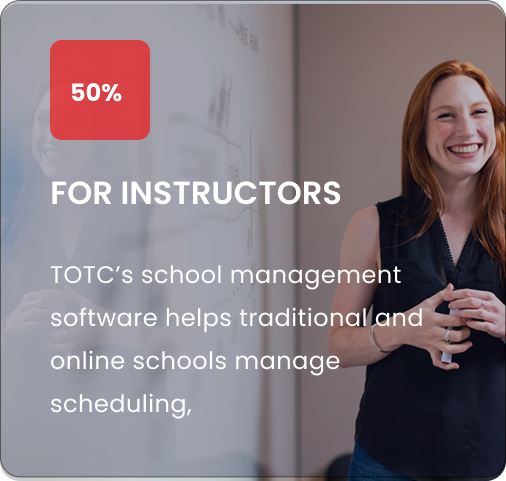 50%
FOR INSTRUCTORS
TOTC’s school management
software helps traditional and
online schools manage
scheduling,